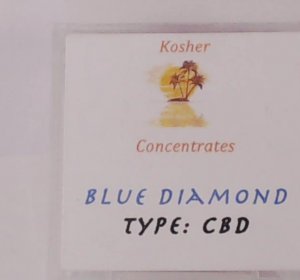 Kosher
Concentrates
BLUE DIAMOND
TYPE: CBD